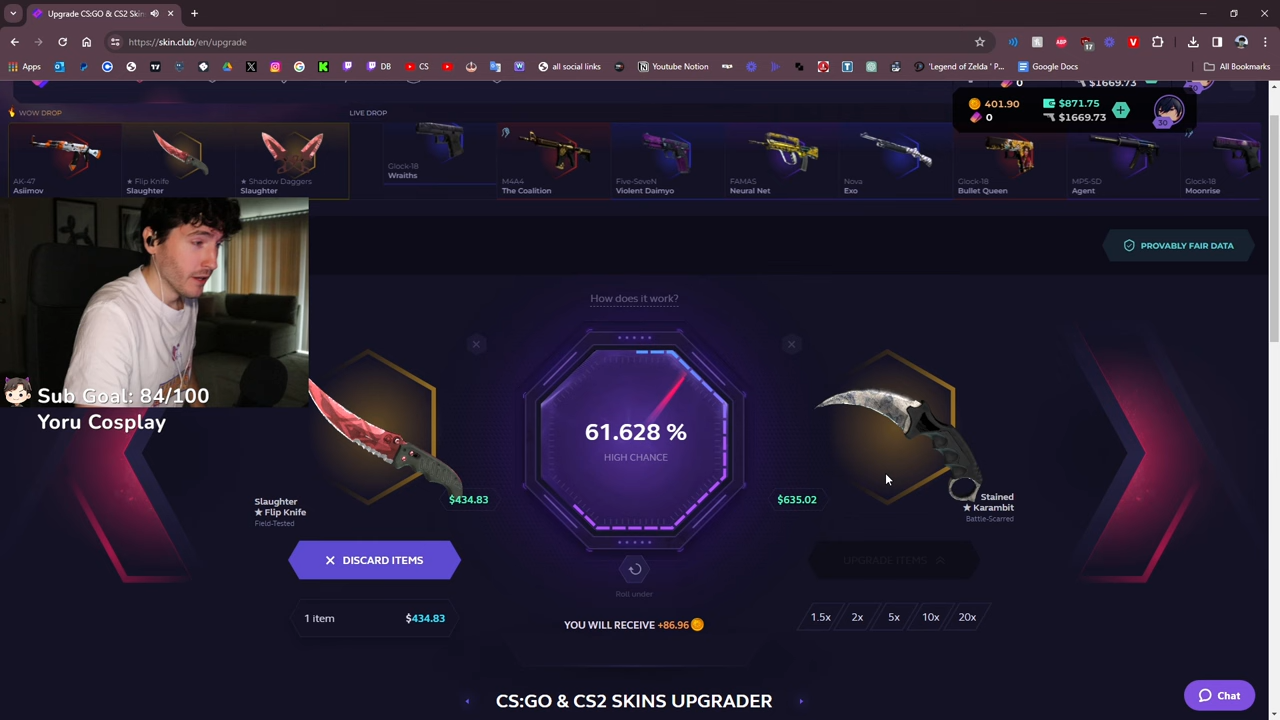 Upgrade CS:GO & CS2 Skins
https://skin.club/en/upgrade
Apps
DB
CS
all social links
Youtube Notion
'Legend of Zelda' P...
Google Docs
All Bookmarks
WOW DROP
LIVE DROP
401.90
$871.75
0
$1669.73
30
AK-47
Asiimov
★ Flip Knife
Slaughter
★ Shadow Daggers
Slaughter
Glock-18
Wraiths
M4A4
The Coalition
Five-SeveN
Violent Daimyo
FAMAS
Neural Net
Nova
Exo
Glock-18
Bullet Queen
MP5-SD
Agent
Glock-18
Moonrise
PROVABLY FAIR DATA
How does it work?
Sub Goal: 84/100
Yoru Cosplay
61.628 %
HIGH CHANCE
$434.83
Slaughter
★ Flip Knife
Field-Tested
$635.02
Stained
★ Karambit
Battle-Scarred
DISCARD ITEMS
UPGRADE ITEMS
1 item
$434.83
Roll under
YOU WILL RECEIVE +86.96
1.5x
2x
5x
10x
20x
CS:GO & CS2 SKINS UPGRADER
Chat